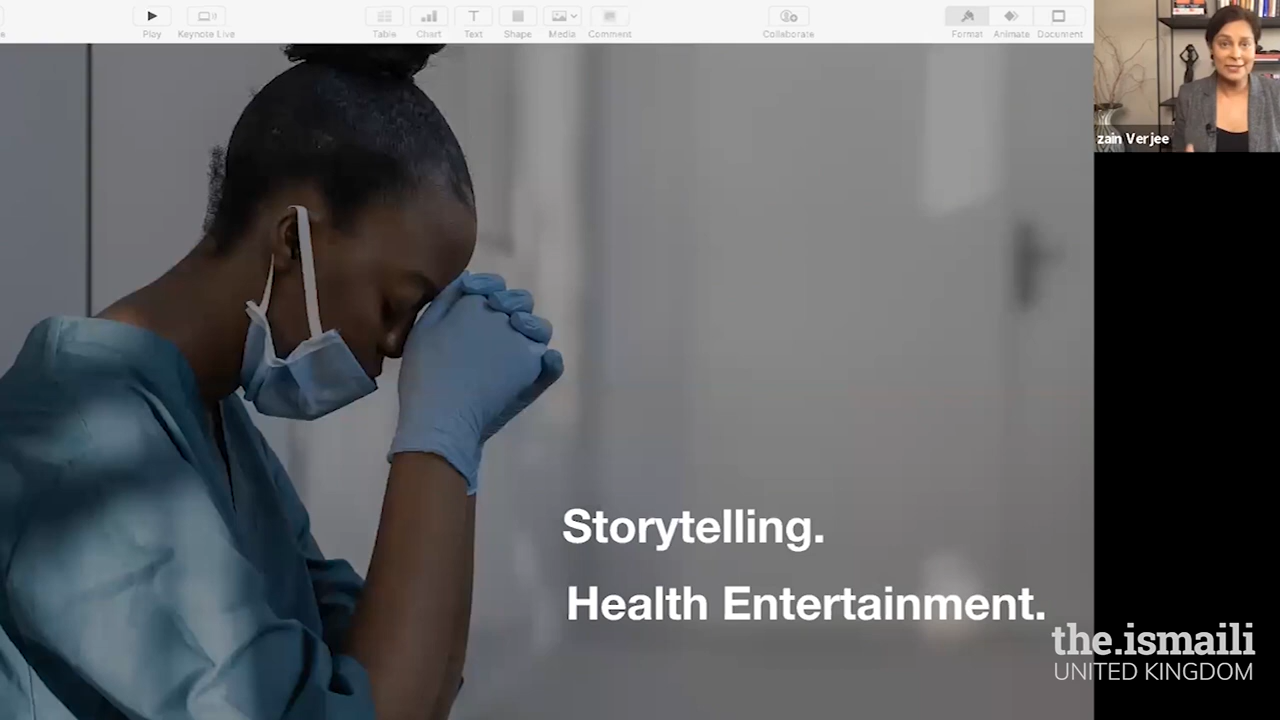 Play
Keynote Live
Table
Chart
Text
Shape
Media
Comment
Collaborate
Format
Animate
Document
zain Verjee
Storytelling.
Health Entertainment.
the.ismaili
UNITED KINGDOM